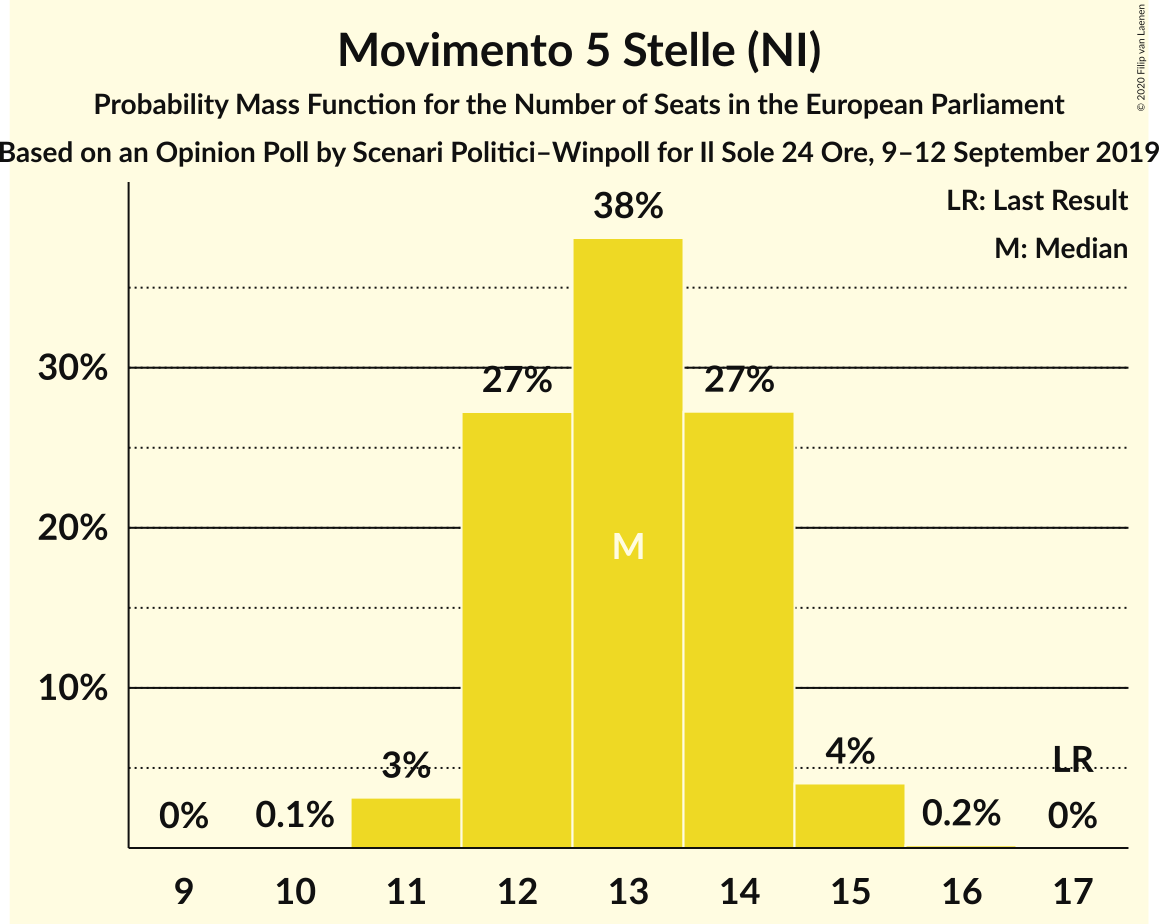 Movimento 5 Stelle (NI)
Probability Mass Function for the Number of Seats in the European Parliament
Based on an Opinion Poll by Scenari Politici–Winpoll for Il Sole 24 Ore, 9–12 September 2019
© 2020 Filip van Laenen
LR: Last Result
M: Median
38%
30%
27%
27%
20%
M
10%
3%
4%
LR
0%
0.1%
0.2%
0%
9 10 11 12 13 14 15 16 17